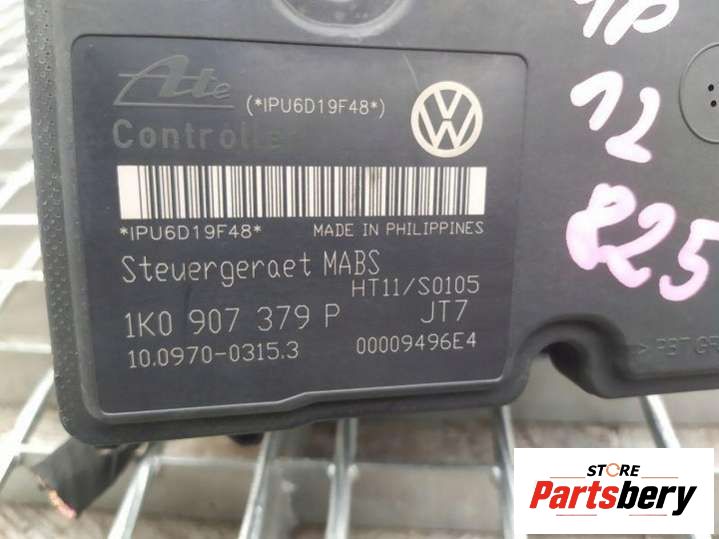 Ate
(*IPU6D19F48*)
Controller
*IPU6D19F48*
MADE IN PHILIPPINES
Steuergeraet MABS
HT11/S0105
1K0 907 379 P
JT7
10.0970-0315.3
00009496E4
12
825
STORE
Partsbery